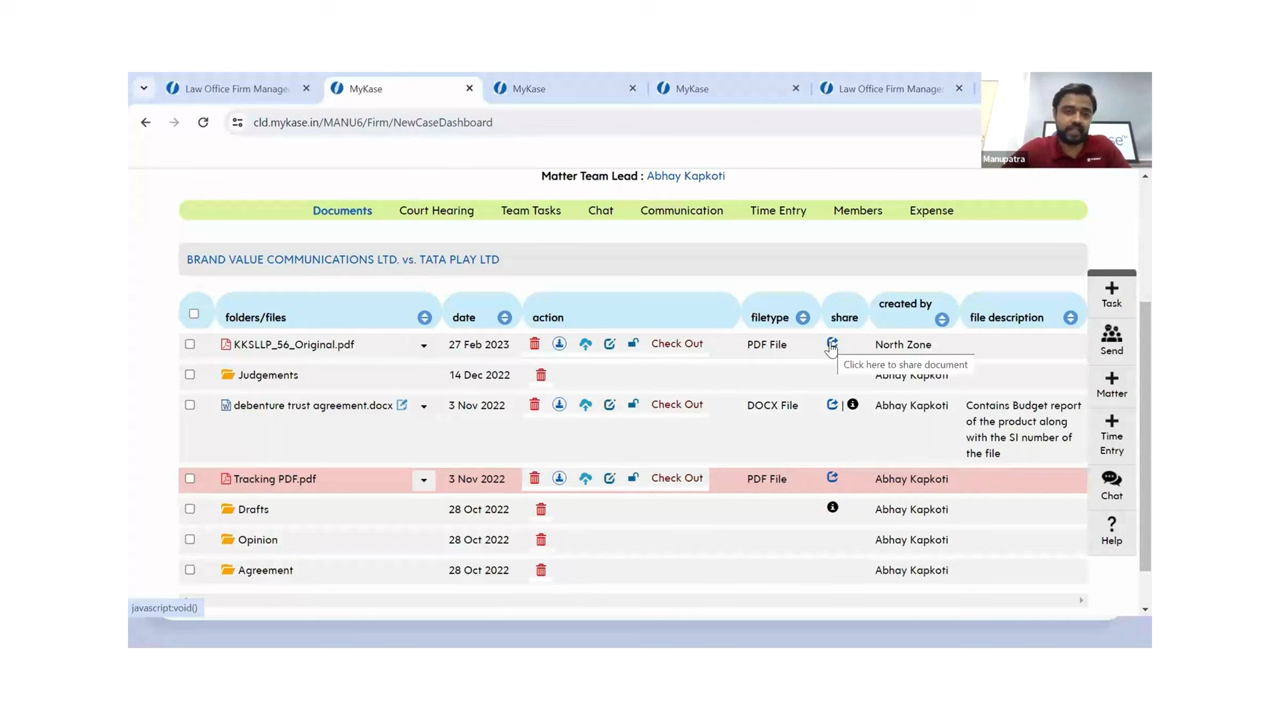 Law Office Firm Manage
MyKase
MyKase
MyKase
Law Office Firm Manage
cld.mykase.in/MANU6/Firm/NewCaseDashboard
Manupatra
Matter Team Lead : Abhay Kapkoti
Documents Court Hearing Team Tasks Chat Communication Time Entry Members Expense
BRAND VALUE COMMUNICATIONS LTD. vs. TATA PLAY LTD
folders/files date action filetype share created by file description
KKSLLP_56_Original.pdf 27 Feb 2023 Check Out PDF File North Zone
Click here to share document
Judgements 14 Dec 2022 Abhay Kapkoti
debenture trust agreement.docx 3 Nov 2022 Check Out DOCX File | Abhay Kapkoti Contains Budget report
of the product along
with the SI number of
the file
Tracking PDF.pdf 3 Nov 2022 Check Out PDF File Abhay Kapkoti
Drafts 28 Oct 2022 Abhay Kapkoti
Opinion 28 Oct 2022 Abhay Kapkoti
Agreement 28 Oct 2022 Abhay Kapkoti
Task
Send
Matter
Time
Entry
Chat
Help
javascript:void()